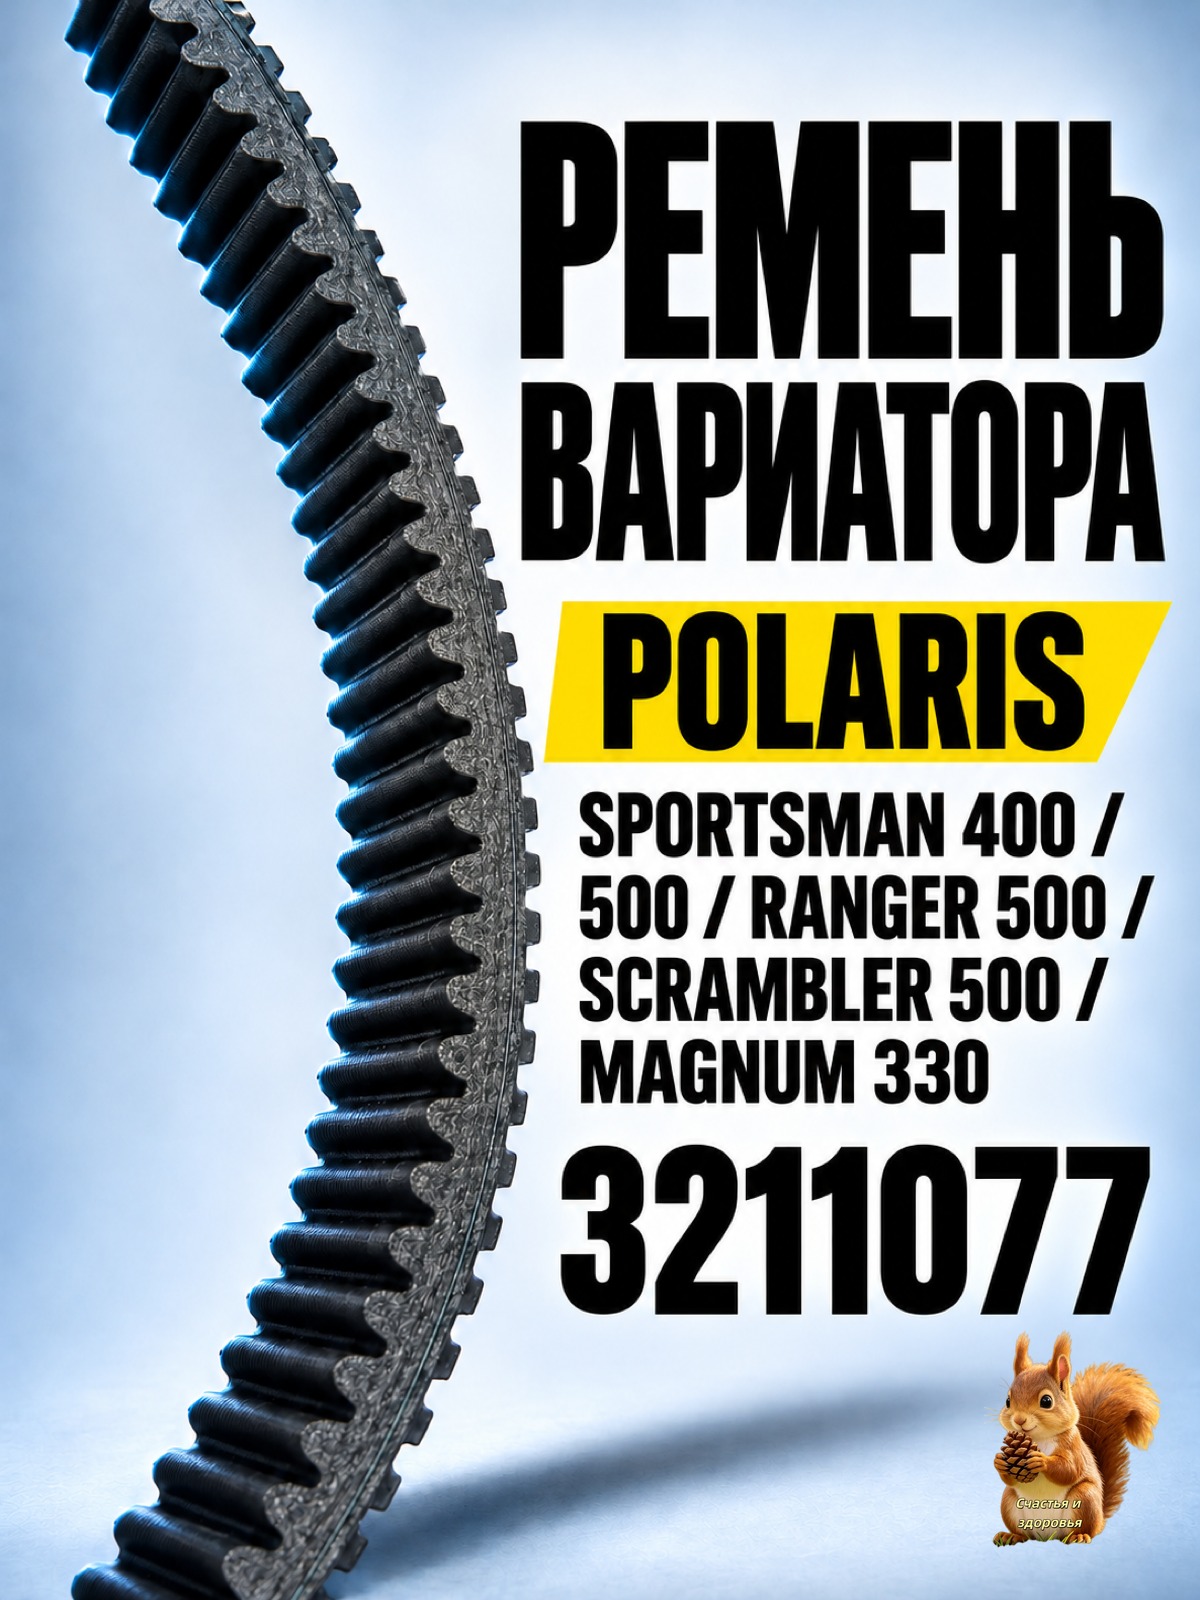 РЕМЕНЬ
ВАРИАТОРА
POLARIS
SPORTSMAN 400 /
500 / RANGER 500 /
SCRAMBLER 500 /
MAGNUM 330
3211077
Счастья и
здоровья